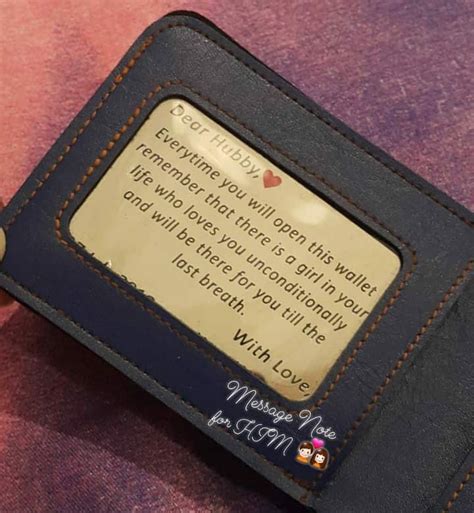 Dear Hubby,❤
Everytime you will open this wallet
remember that there is a girl in your
life who loves you unconditionally
and will be there for you till the
last breath.
With Love
Message Note
for HIM